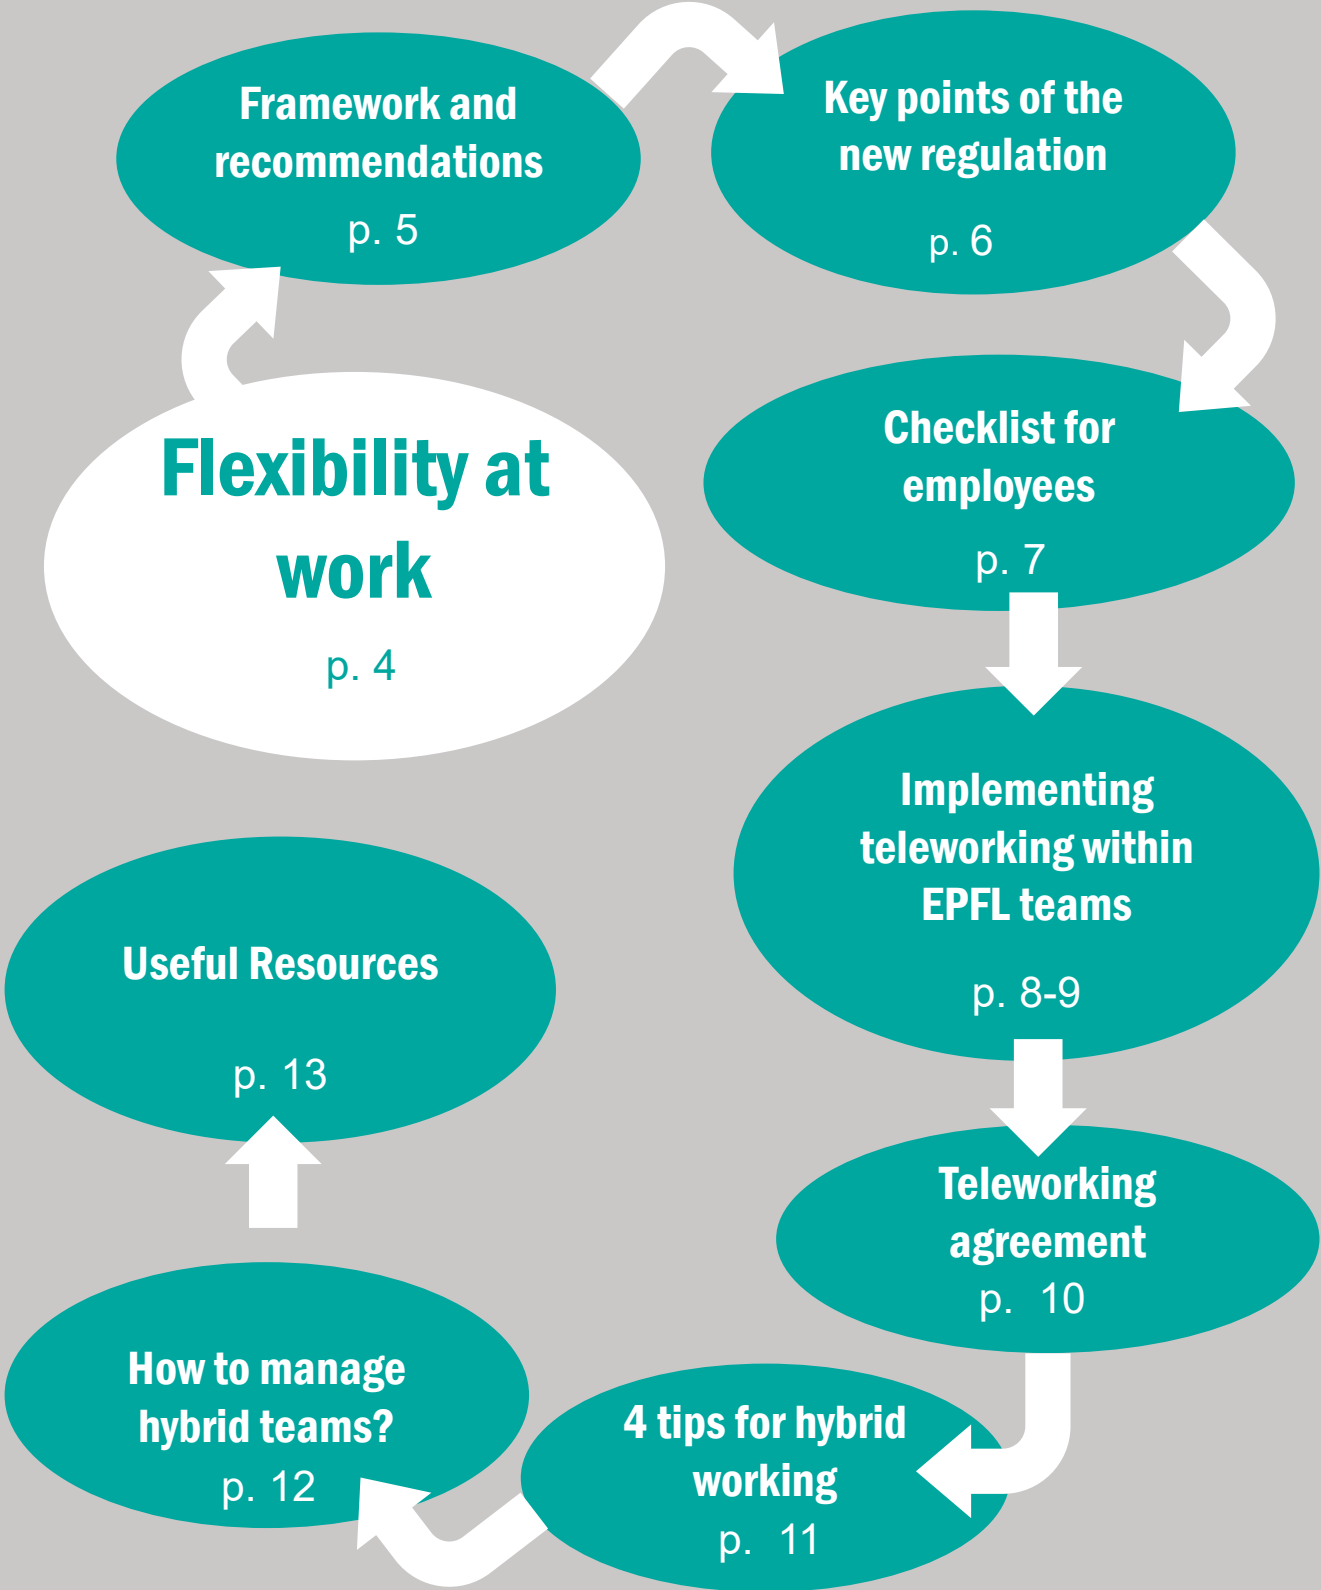 Flexibility at
work
p. 4
Framework and
recommendations
p. 5
Key points of the
new regulation
p. 6
Checklist for
employees
p. 7
Implementing
teleworking within
EPFL teams
p. 8-9
Teleworking
agreement
p. 10
4 tips for hybrid
working
p. 11
How to manage
hybrid teams?
p. 12
Useful Resources
p. 13